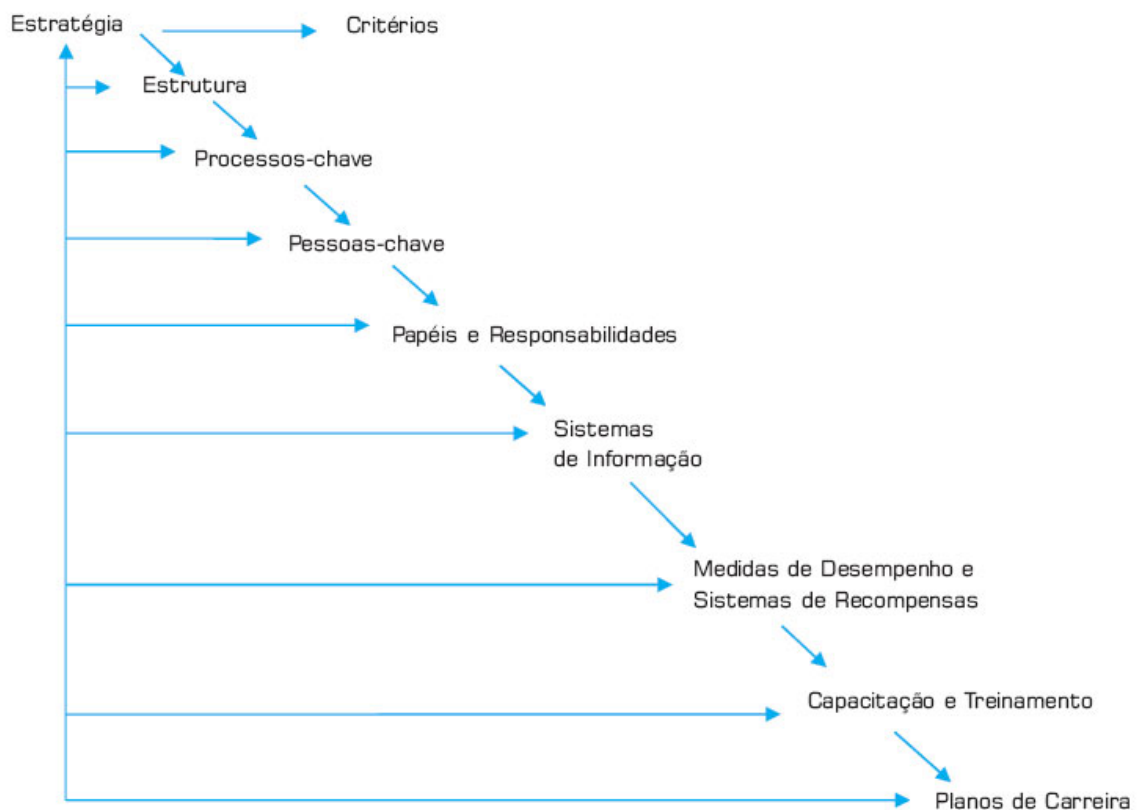 Estratégia
Critérios
Estrutura
Processos-chave
Pessoas-chave
Papéis e Responsabilidades
Sistemas
de Informação
Medidas de Desempenho e
Sistemas de Recompensas
Capacitação e Treinamento
Planos de Carreira